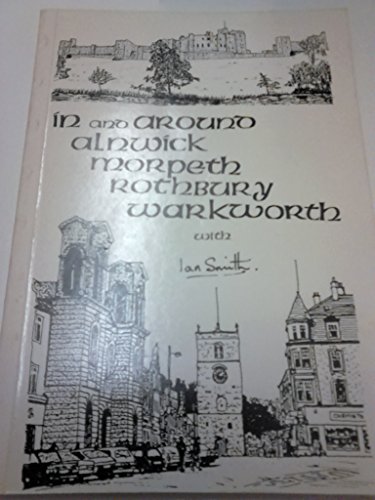 in and around
alnwick
morpeth
rothbury
warkworth
with
Ian Smith.